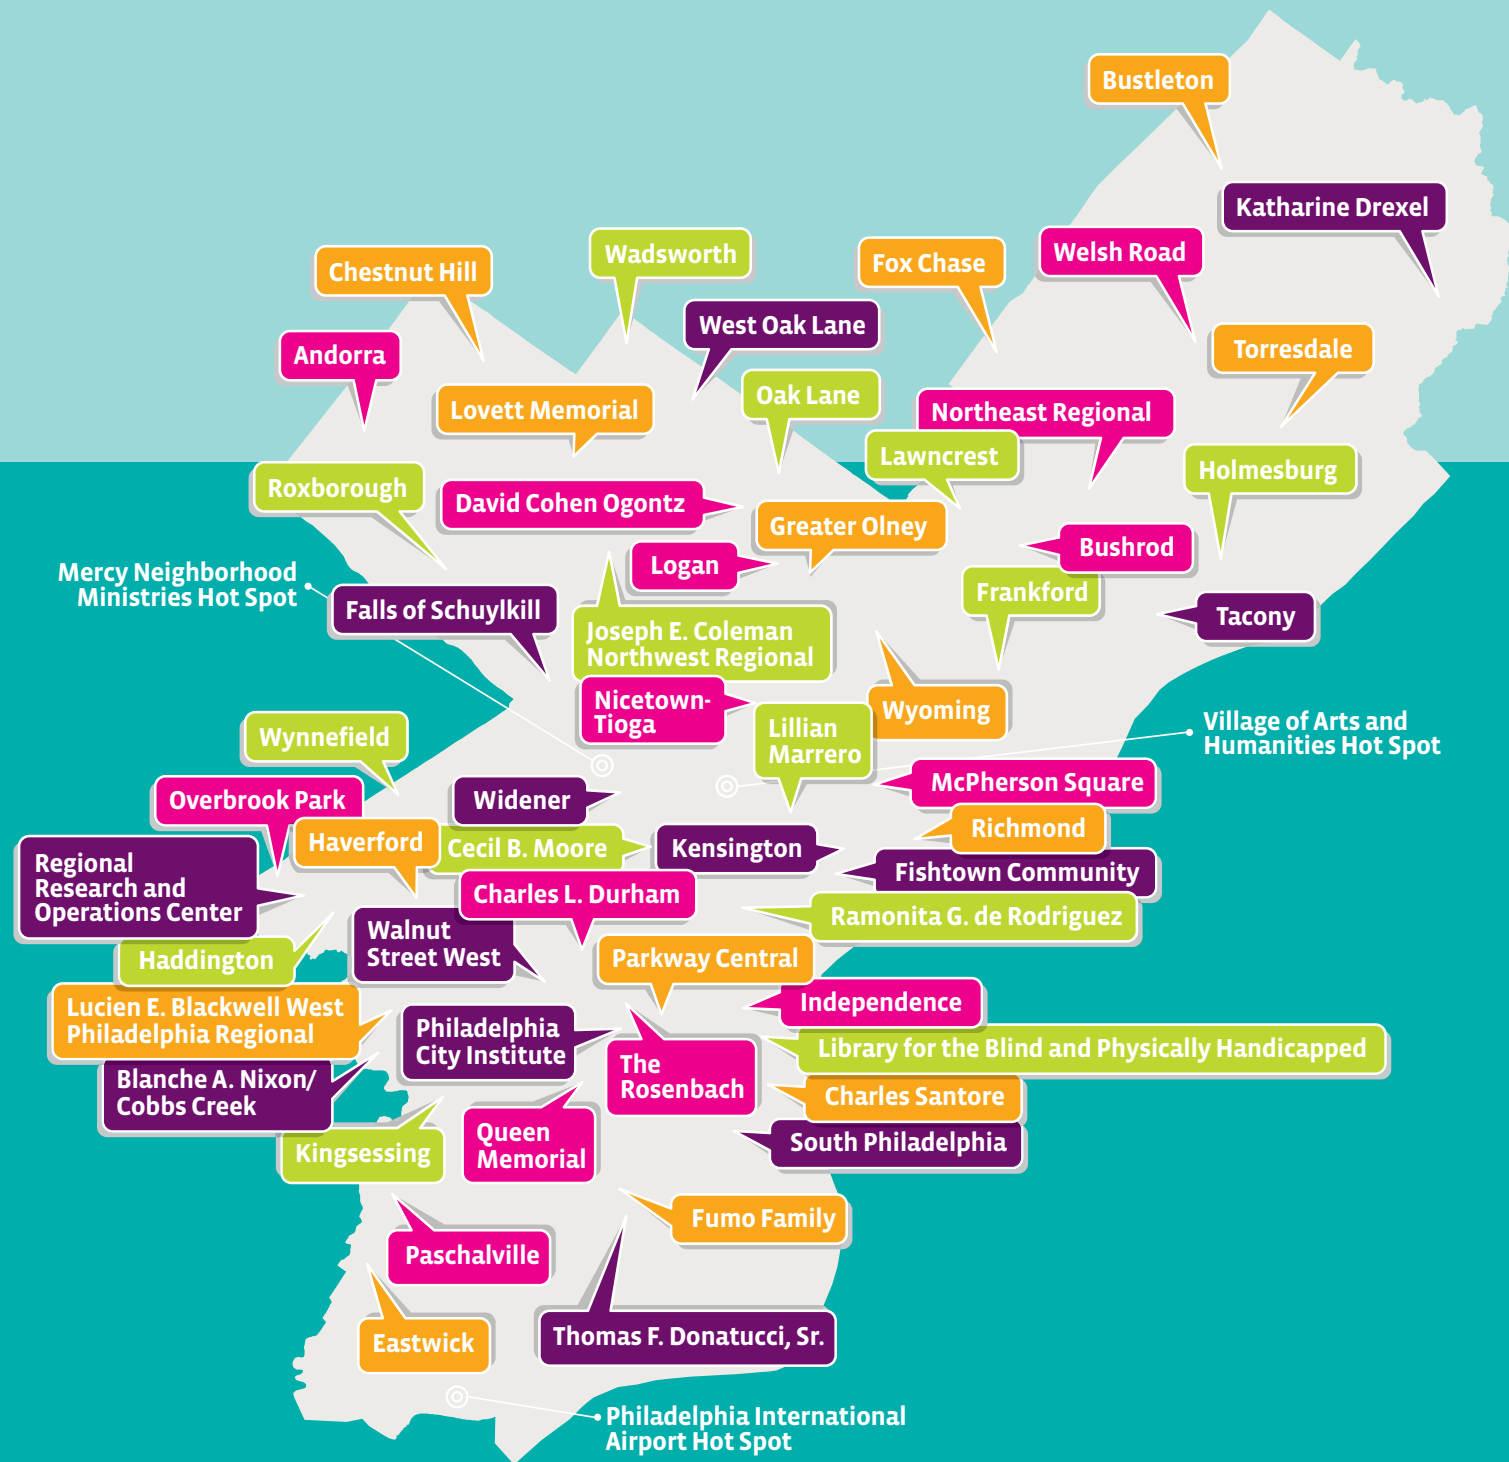 Bustleton
Katharine Drexel
Wadsworth
Welsh Road
Fox Chase
Chestnut Hill
West Oak Lane
Torresdale
Andorra
Oak Lane
Lovett Memorial
Northeast Regional
Lawncrest
Holmesburg
Roxborough
David Cohen Ogontz
Greater Olney
Bushrod
Logan
Mercy Neighborhood
Ministries Hot Spot
Frankford
Falls of Schuylkill
Tacony
Joseph E. Coleman
Northwest Regional
Nicetown-
Tioga
Wyoming
Lillian
Marrero
Village of Arts and
Humanities Hot Spot
Wynnefield
McPherson Square
Overbrook Park
Widener
Richmond
Haverford
Cecil B. Moore
Kensington
Regional
Research and
Operations Center
Fishtown Community
Charles L. Durham
Ramonita G. de Rodriguez
Walnut
Street West
Haddington
Parkway Central
Independence
Lucien E. Blackwell West
Philadelphia Regional
Philadelphia
City Institute
Library for the Blind and Physically Handicapped
The
Rosenbach
Blanche A. Nixon/
Cobbs Creek
Charles Santore
Queen
Memorial
South Philadelphia
Kingsessing
Fumo Family
Paschalville
Thomas F. Donatucci, Sr.
Eastwick
Philadelphia International
Airport Hot Spot